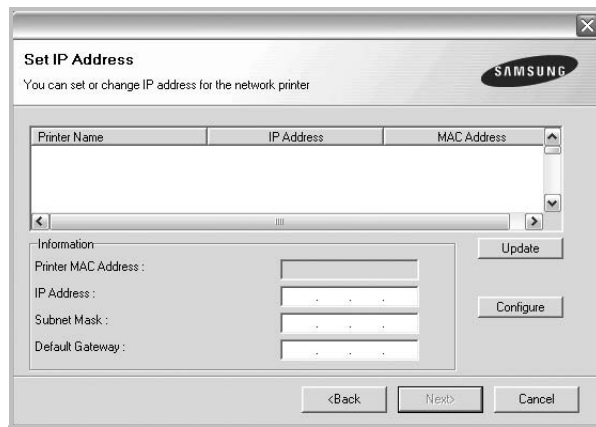 Set IP Address
You can set or change IP address for the network printer
SAMSUNG
Printer Name IP Address MAC Address
Information
Printer MAC Address :
IP Address :
Subnet Mask :
Default Gateway :
Update
Configure
<Back Next> Cancel